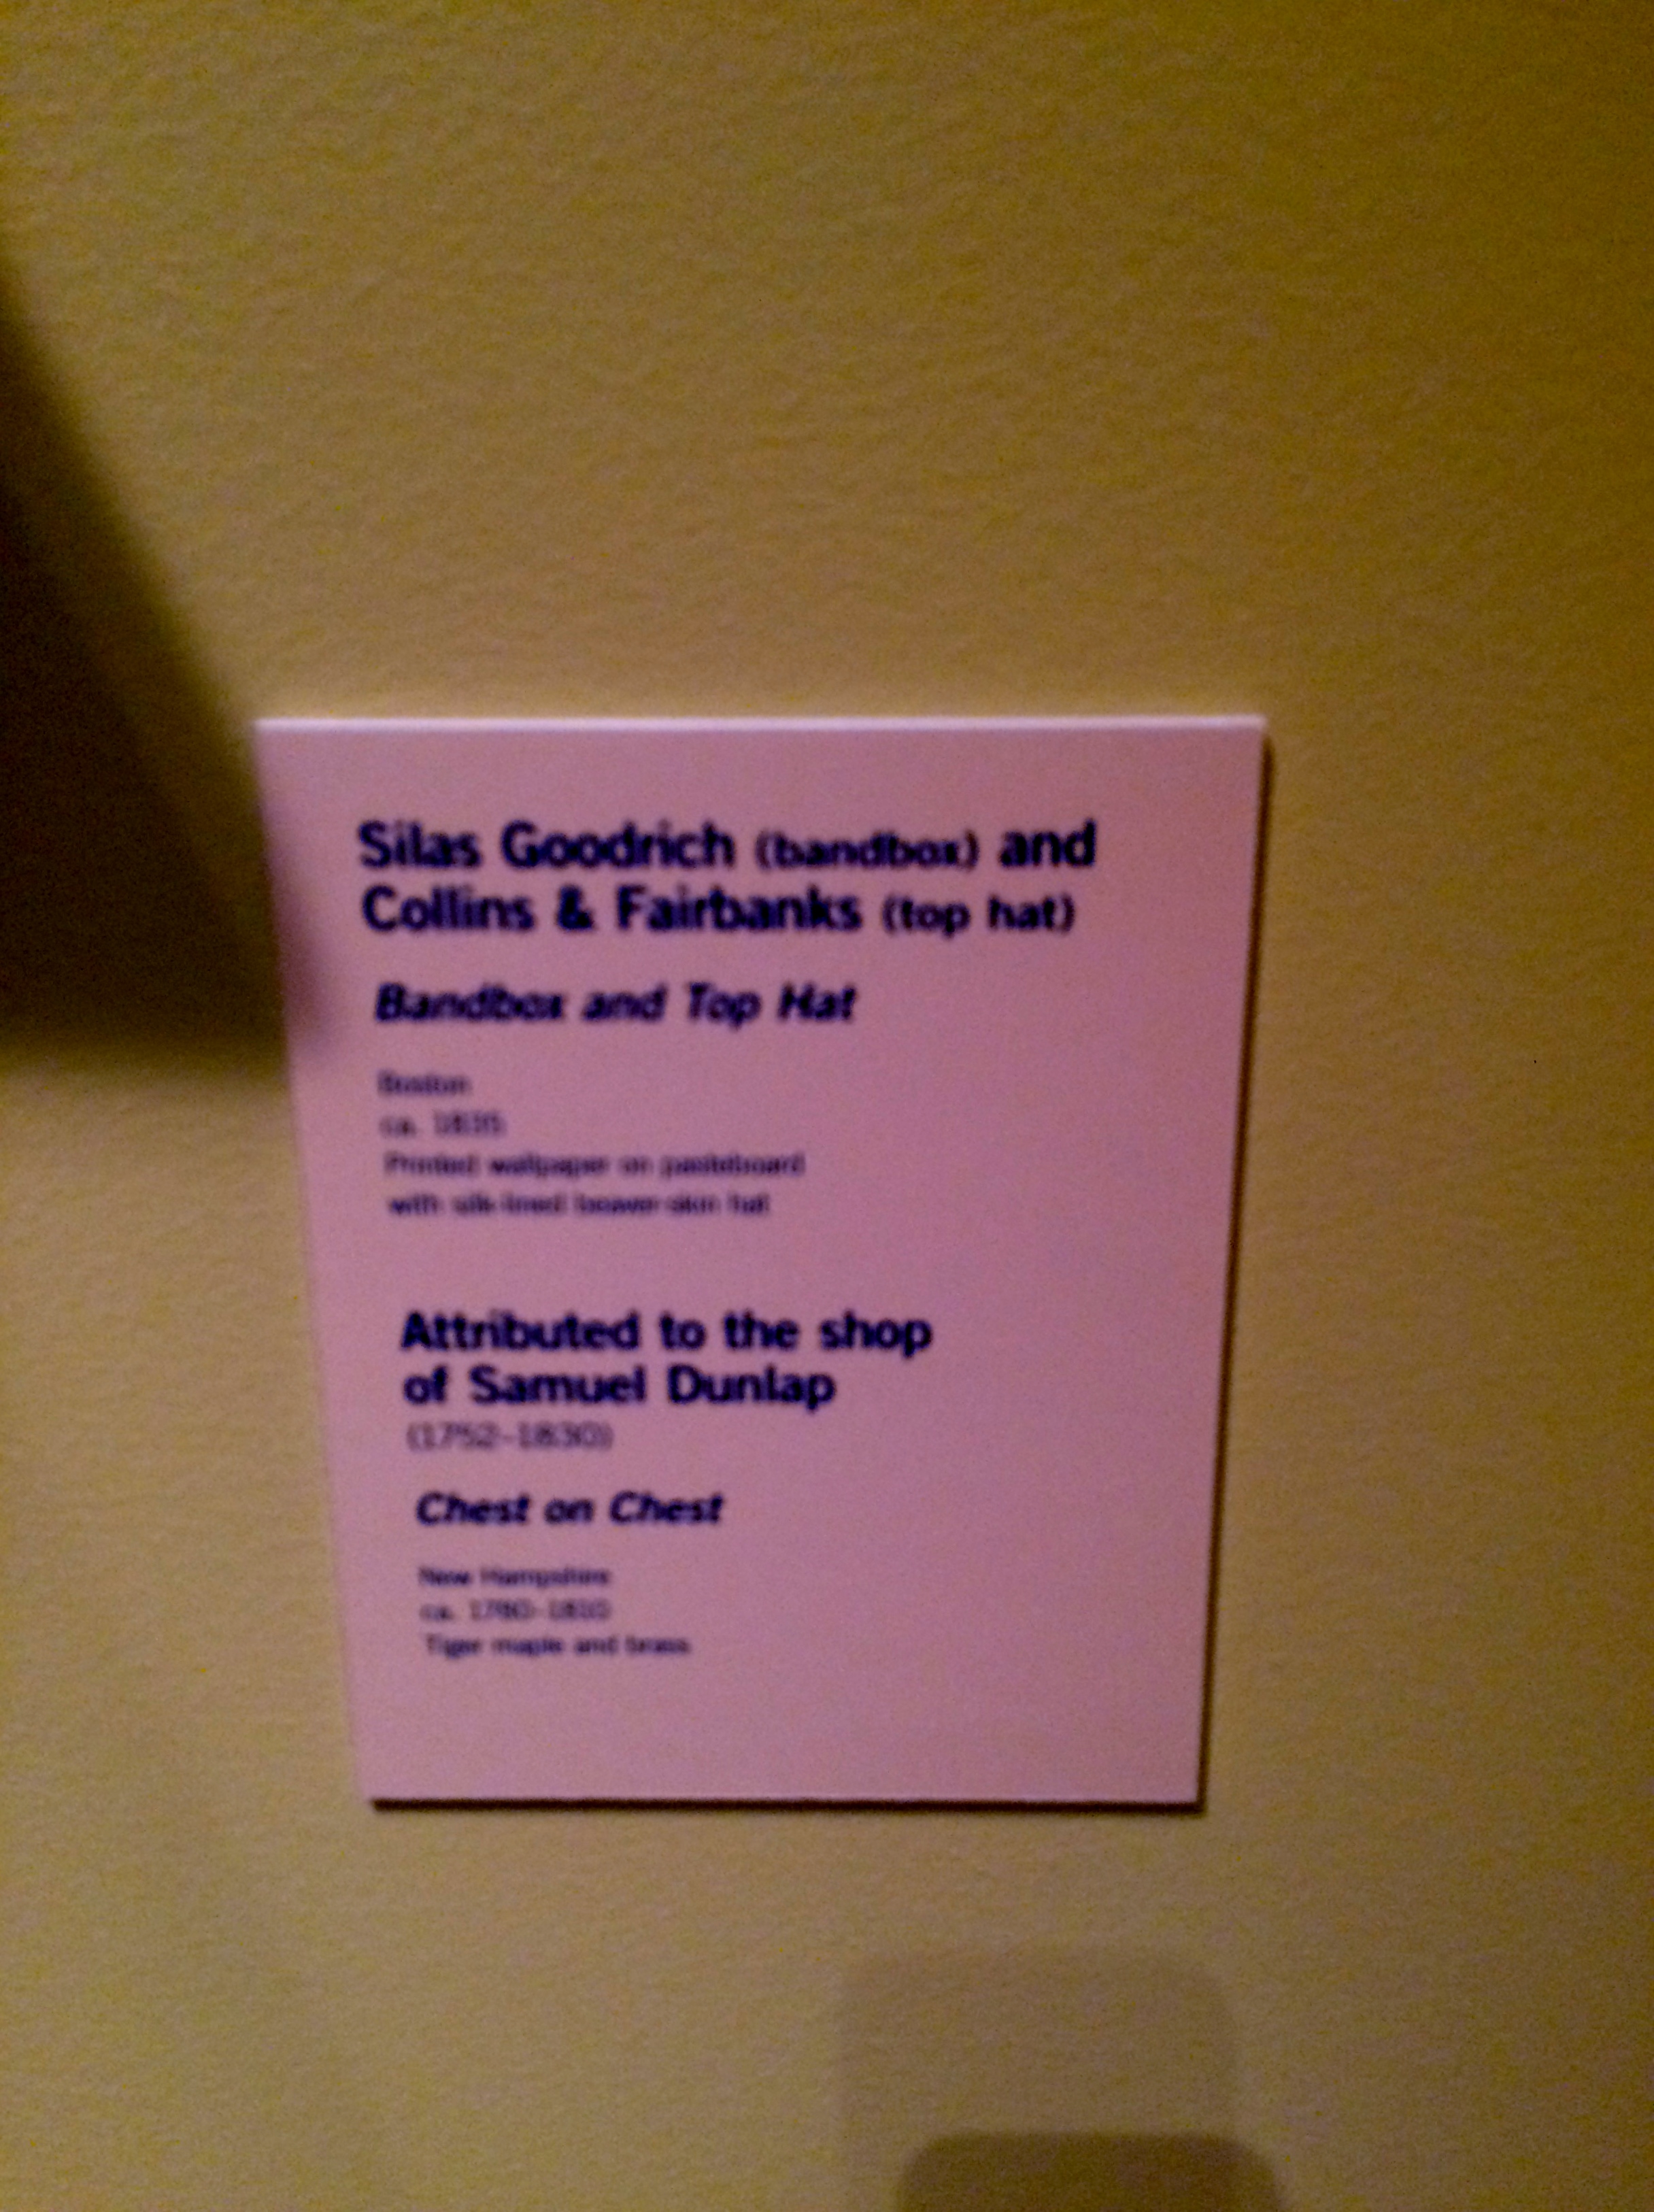 Silas Goodrich (bandbox) and
Collins & Fairbanks (top hat)
Bandbox and Top Hat
Boston
ca. 1835
Printed wallpaper on pasteboard
with silk-lined beaver-skin hat
Attributed to the shop
of Samuel Dunlap
(1752–1830)
Chest on Chest
New Hampshire
ca. 1780–1810
Tiger maple and brass